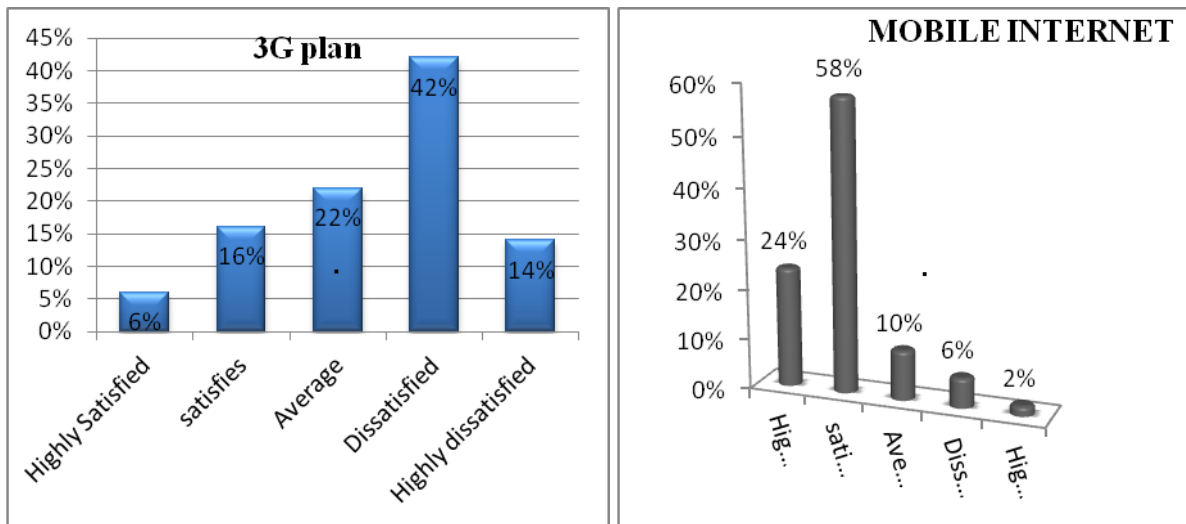 3G plan
45%
40%
35%
30%
25%
20%
15%
10%
5%
0%
6%
16%
22%
42%
14%
Highly Satisfied
satisfies
Average
Dissatisfied
Highly dissatisfied
MOBILE INTERNET
60%
50%
40%
30%
20%
10%
0%
24%
58%
10%
6%
2%
Hig...
sati...
Ave...
Diss...
Hig...